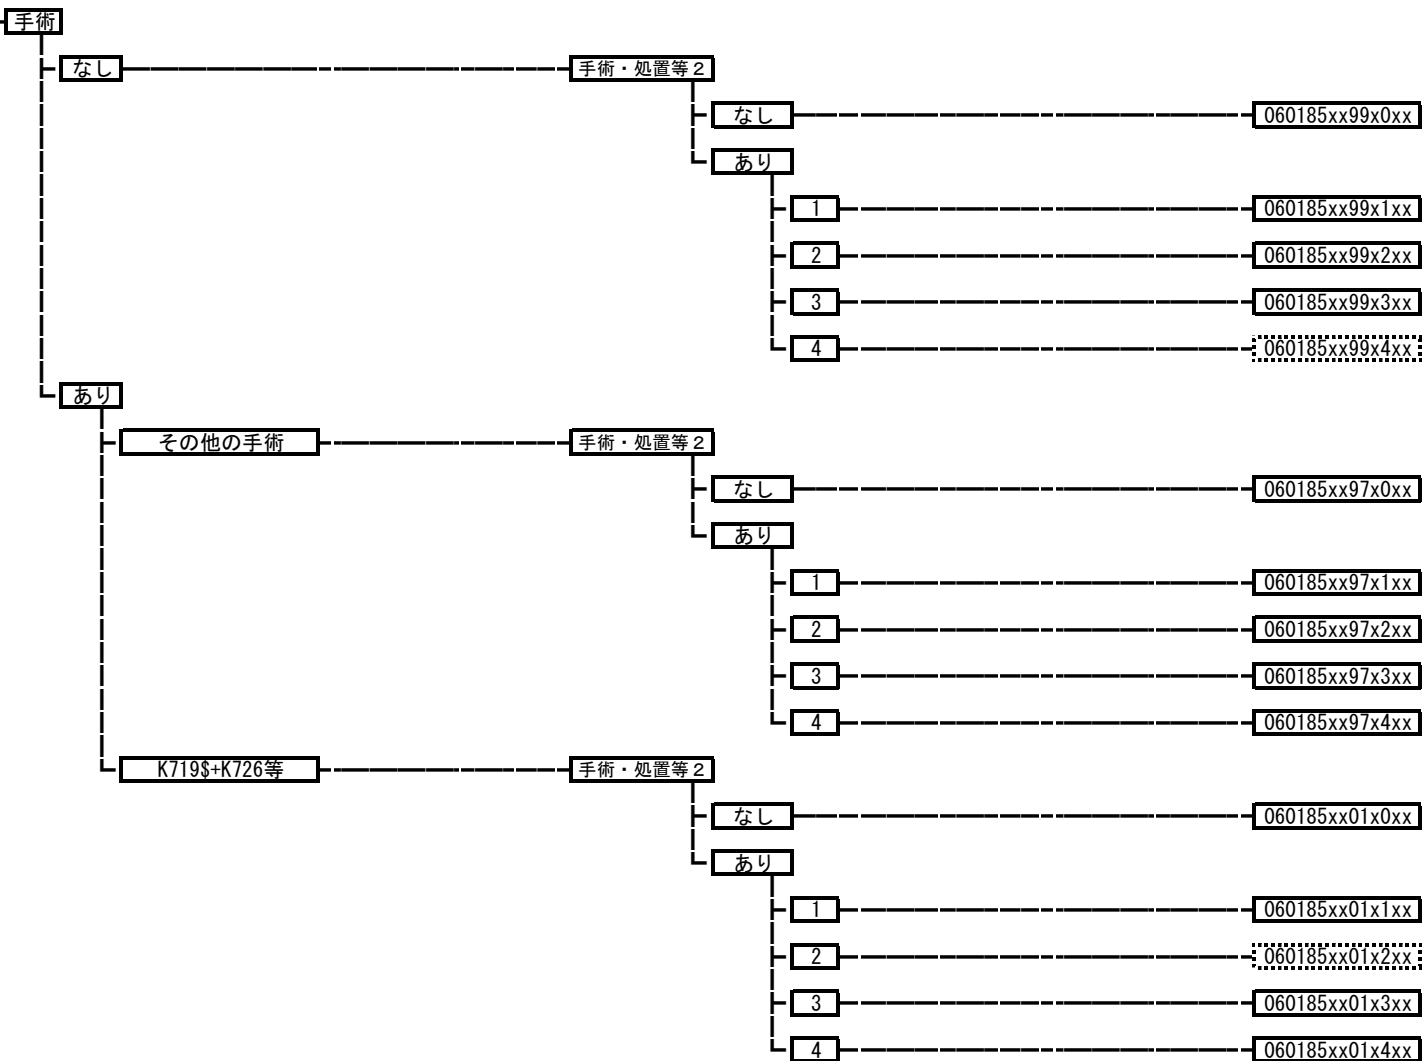 手術
なし 手術・処置等２
なし 060185xx99x0xx
あり
1 060185xx99x1xx
2 060185xx99x2xx
3 060185xx99x3xx
4 060185xx99x4xx
あり
その他の手術 手術・処置等２
なし 060185xx97x0xx
あり
1 060185xx97x1xx
2 060185xx97x2xx
3 060185xx97x3xx
4 060185xx97x4xx
K719$+K726等 手術・処置等２
なし 060185xx01x0xx
あり
1 060185xx01x1xx
2 060185xx01x2xx
3 060185xx01x3xx
4 060185xx01x4xx